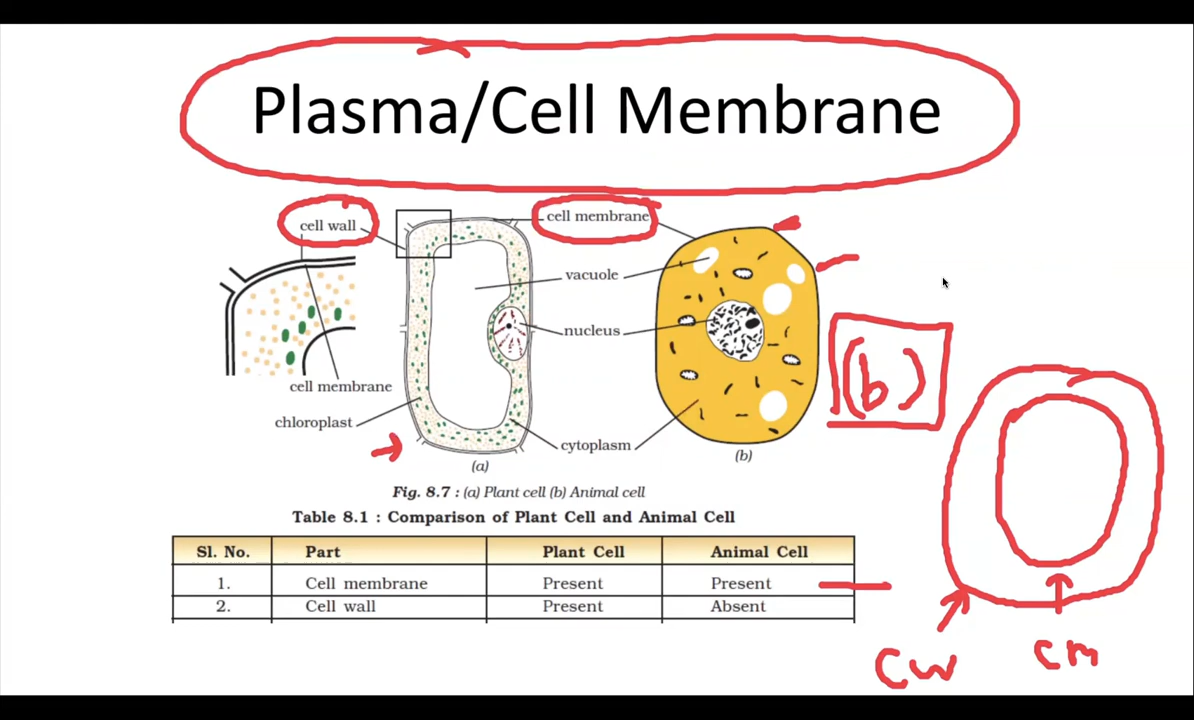 Plasma/Cell Membrane
cell wall
cell membrane
vacuole
nucleus
(b)
cell membrane
chloroplast
cytoplasm
(a)
(b)
Fig. 8.7 : (a) Plant cell (b) Animal cell
Table 8.1 : Comparison of Plant Cell and Animal Cell
Sl. No. Part Plant Cell Animal Cell
1. Cell membrane Present Present
2. Cell wall Present Absent
CW
CM